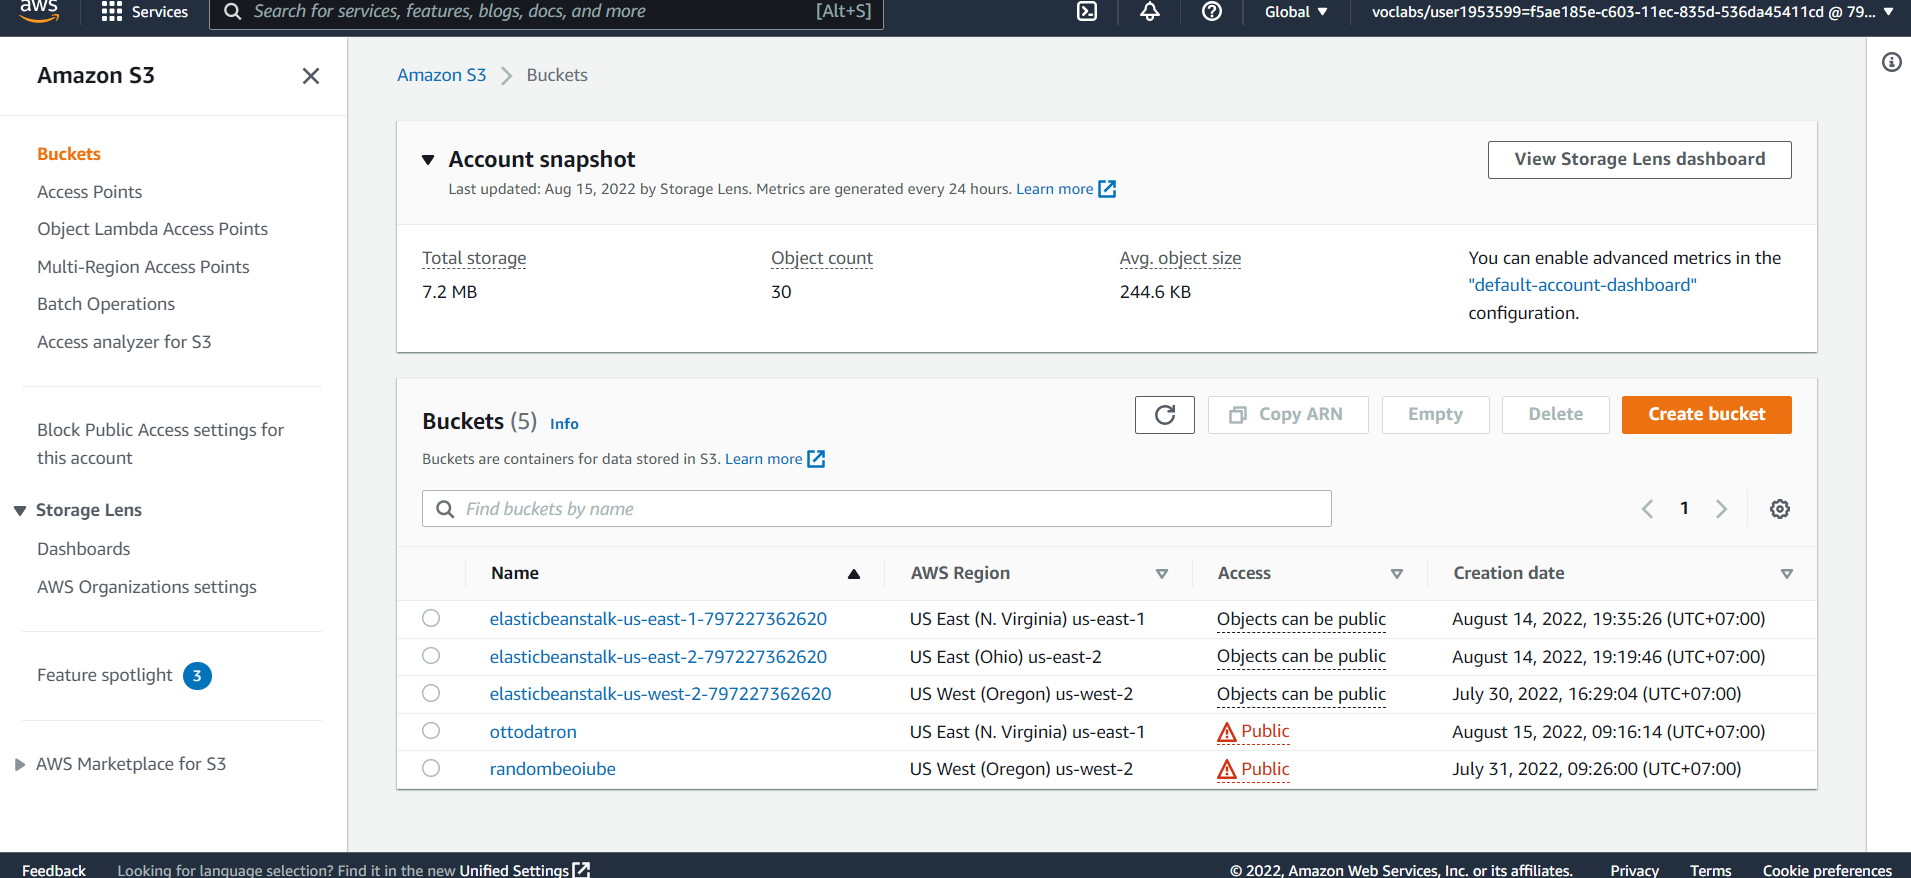 aws
Services
Search for services, features, blogs, docs, and more [Alt+S]
Global
voclabs/user1953599=f5ae185e-c603-11ec-835d-536da45411cd @ 79...
Amazon S3
Buckets
Access Points
Object Lambda Access Points
Multi-Region Access Points
Batch Operations
Access analyzer for S3
Block Public Access settings for
this account
Storage Lens
Dashboards
AWS Organizations settings
Feature spotlight 3
AWS Marketplace for S3
Amazon S3 > Buckets
Account snapshot
View Storage Lens dashboard
Last updated: Aug 15, 2022 by Storage Lens. Metrics are generated every 24 hours. Learn more
Total storage
7.2 MB
Object count
30
Avg. object size
244.6 KB
You can enable advanced metrics in the
"default-account-dashboard"
configuration.
Buckets (5) Info
Copy ARN
Empty
Delete
Create bucket
Buckets are containers for data stored in S3. Learn more
Find buckets by name
1
Name AWS Region Access Creation date
elasticbeanstalk-us-east-1-797227362620 US East (N. Virginia) us-east-1 Objects can be public August 14, 2022, 19:35:26 (UTC+07:00)
elasticbeanstalk-us-east-2-797227362620 US East (Ohio) us-east-2 Objects can be public August 14, 2022, 19:19:46 (UTC+07:00)
elasticbeanstalk-us-west-2-797227362620 US West (Oregon) us-west-2 Objects can be public July 30, 2022, 16:29:04 (UTC+07:00)
ottodatron US East (N. Virginia) us-east-1 Public August 15, 2022, 09:16:14 (UTC+07:00)
randombeoiube US West (Oregon) us-west-2 Public July 31, 2022, 09:26:00 (UTC+07:00)
Feedback
Looking for language selection? Find it in the new Unified Settings
© 2022, Amazon Web Services, Inc. or its affiliates.
Privacy
Terms
Cookie preferences